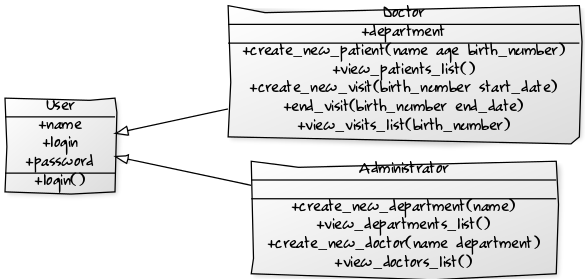 Doctor
+department
+create_new_patient(name age birth_number)
+view_patients_list()
+create_new_visit(birth_number start_date)
+end_visit(birth_number end_date)
+view_visits_list(birth_number)
User
+name
+login
+password
+login()
Administrator
+create_new_department(name)
+view_departments_list()
+create_new_doctor(name department)
+view_doctors_list()